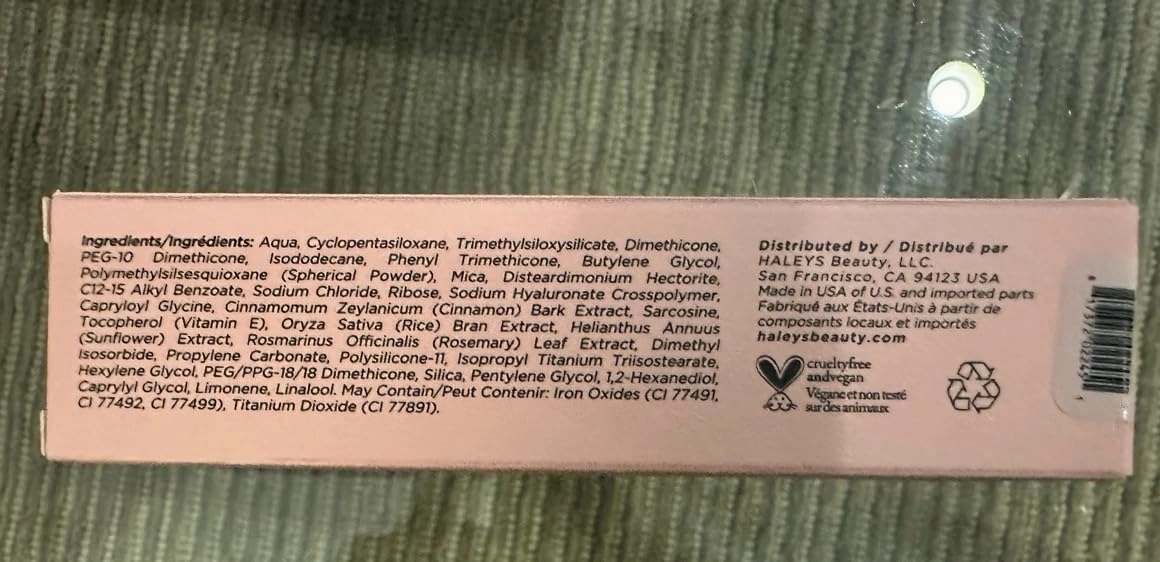 Ingredients/Ingrédients: Aqua, Cyclopentasiloxane, Trimethylsiloxysilicate, Dimethicone,
PEG-10 Dimethicone, Isododecane, Phenyl Trimethicone, Butylene Glycol,
Polymethylsilsesquioxane (Spherical Powder), Mica, Disteardimonium Hectorite,
C12-15 Alkyl Benzoate, Sodium Chloride, Ribose, Sodium Hyaluronate Crosspolymer,
Capryloyl Glycine, Cinnamomum Zeylanicum (Cinnamon) Bark Extract, Sarcosine,
Tocopherol (Vitamin E), Oryza Sativa (Rice) Bran Extract, Helianthus Annuus
(Sunflower) Extract, Rosmarinus Officinalis (Rosemary) Leaf Extract, Dimethyl
Isosorbide, Propylene Carbonate, Polysilicone-11, Isopropyl Titanium Triisostearate,
Hexylene Glycol, PEG/PPG-18/18 Dimethicone, Silica, Pentylene Glycol, 1,2-Hexanediol,
Caprylyl Glycol, Limonene, Linalool. May Contain/Peut Contenir: Iron Oxides (CI 77491,
CI 77492, CI 77499), Titanium Dioxide (CI 77891).
Distributed by / Distribué par
HALEYS Beauty, LLC.
San Francisco, CA 94123 USA
Made in USA of U.S. and imported parts
Fabriqué aux États-Unis à partir de
composants locaux et importés
haleysbeauty.com
crueltyfree
andvegan
Végane et non testé
sur des animaux